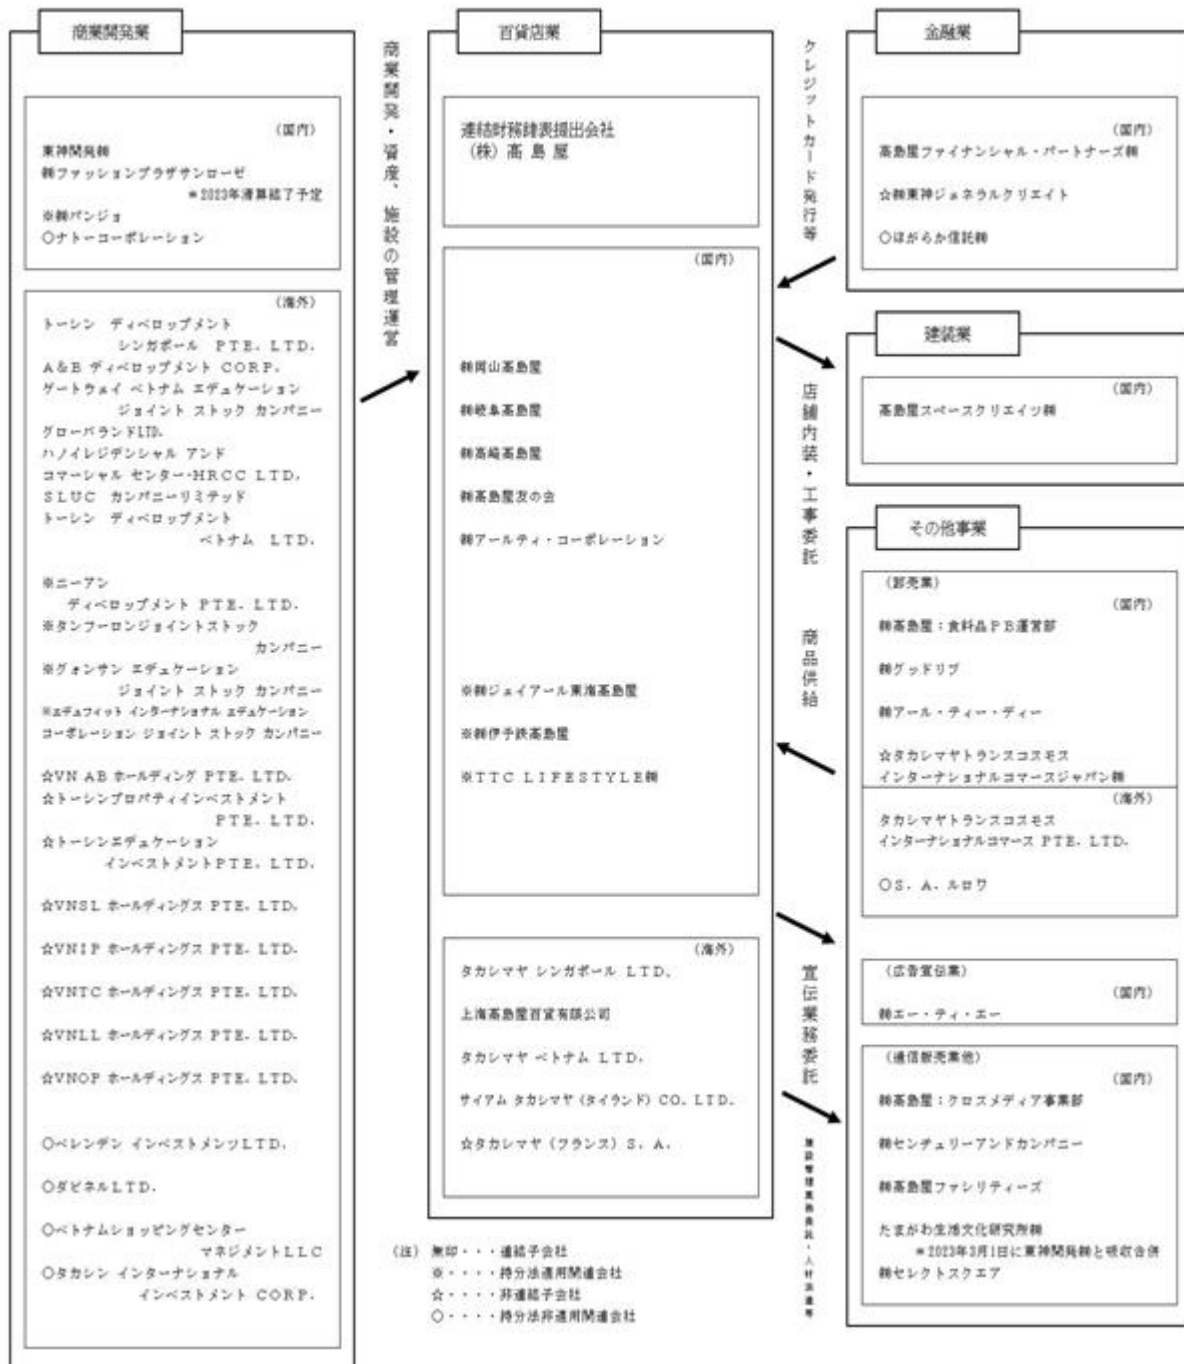 商業開発業
（国内）
東神開発㈱
㈱ファッションプラザサンローゼ
＊2023年清算結了予定
※㈱パンジョ
○ナトーコーポレーション
（海外）
トーシン　ディベロップメント
シンガポール　ＰＴＥ．ＬＴＤ．
Ａ＆Ｂ ディベロップメント ＣＯＲＰ．
ゲートウェイ ベトナム エデュケーション
ジョイント ストック カンパニー
グローバランドLTD.
ハノイレジデンシャル アンド
コマーシャル センター‐ＨＲＣＣ ＬＴＤ．
ＳＬＵＣ カンパニーリミテッド
トーシン　ディベロップメント
ベトナム　ＬＴＤ．
※ニーアン
ディベロップメント ＰＴＥ．ＬＴＤ．
※タンフーロンジョイントストック
カンパニー
※グォンサン エデュケーション
ジョイント ストック カンパニー
※エデュフィット インターナショナル エデュケーション
コーポレーション ジョイント ストック カンパニー
☆VN AB ホールディング ＰＴＥ．ＬＴＤ．
☆トーシンプロパティインベストメント
ＰＴＥ．ＬＴＤ．
☆トーシンエデュケーション
インベストメントＰＴＥ．ＬＴＤ．
☆VNSL ホールディングス ＰＴＥ．ＬＴＤ．
☆VNIP ホールディングス ＰＴＥ．ＬＴＤ．
☆VNTC ホールディングス ＰＴＥ．ＬＴＤ．
☆VNLL ホールディングス ＰＴＥ．ＬＴＤ．
☆VNOP ホールディングス ＰＴＥ．ＬＴＤ．
○ベレンデン インベストメンツＬＴＤ．
○ダピネルＬＴＤ．
○ベトナムショッピングセンター
マネジメントＬＬＣ
○タカシン インターナショナル
インベストメント ＣＯＲＰ．
商業開発・資産、施設の管理運営
百貨店業
連結財務諸表提出会社
（株）髙 島 屋
（国内）
㈱岡山髙島屋
㈱岐阜髙島屋
㈱高崎髙島屋
㈱髙島屋友の会
㈱アールティ・コーポレーション
※㈱ジェイアール東海髙島屋
※㈱伊予鉄髙島屋
※ＴＴＣ ＬＩＦＥＳＴＹＬＥ㈱
（海外）
タカシマヤ シンガポール ＬＴＤ．
上海高島屋百貨有限公司
タカシマヤ ベトナム ＬＴＤ．
サイアム タカシマヤ（タイランド）ＣＯ．ＬＴＤ．
☆タカシマヤ（フランス）Ｓ．Ａ．
（注） 無印・・・連結子会社
※・・・・持分法適用関連会社
☆・・・・非連結子会社
○・・・・持分法非適用関連会社
クレジットカード発行等
店舗内装・工事委託
商品供給
宣伝業務委託
施設管理業務委託・人材派遣等
金融業
（国内）
髙島屋ファイナンシャル・パートナーズ㈱
☆㈱東神ジェネラルクリエイト
○ほがらか信託㈱
建装業
（国内）
髙島屋スペースクリエイツ㈱
その他事業
（卸売業）
（国内）
㈱髙島屋：食料品ＰＢ運営部
㈱グッドリブ
㈱アール・ティー・ディー
☆タカシマヤトランスコスモス
インターナショナルコマースジャパン㈱
（海外）
タカシマヤトランスコスモス
インターナショナルコマース ＰＴＥ．ＬＴＤ．
○Ｓ．Ａ．ルロワ
（広告宣伝業）
（国内）
㈱エー・ティ・エー
（通信販売業他）
（国内）
㈱髙島屋：クロスメディア事業部
㈱センチュリーアンドカンパニー
㈱髙島屋ファシリティーズ
たまがわ生活文化研究所㈱
＊2023年3月1日に東神開発㈱と吸収合併
㈱セレクトスクエア